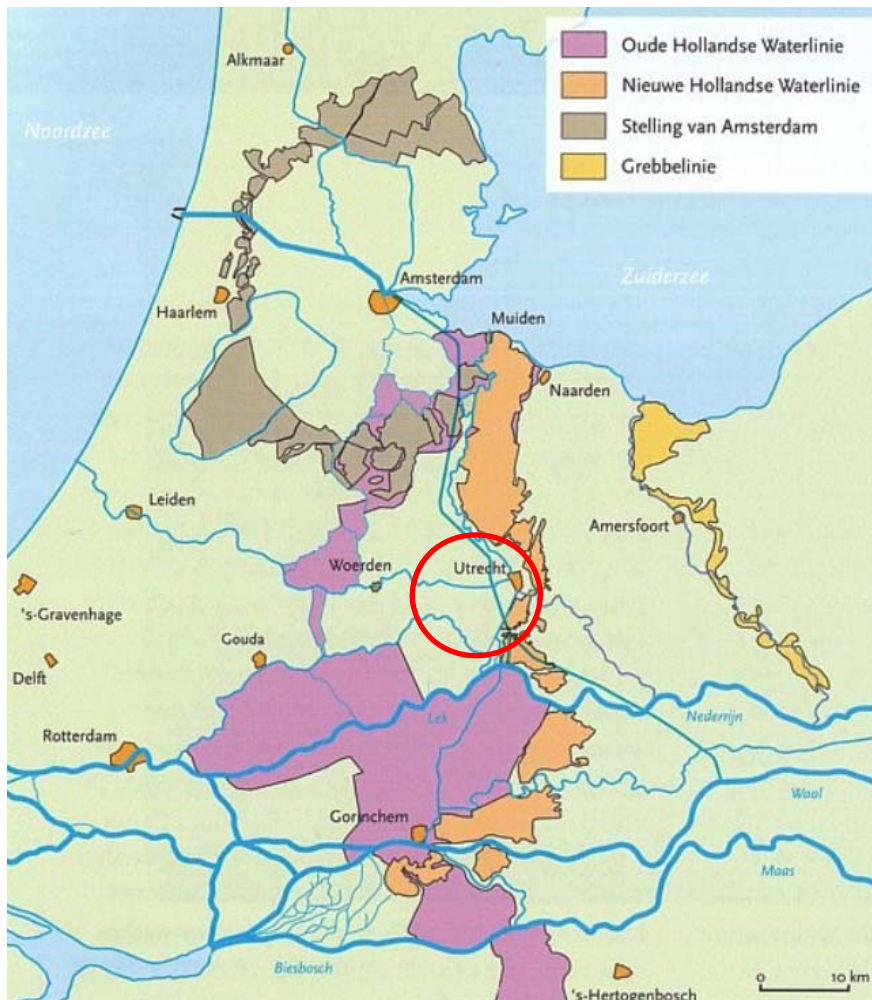 Oude Hollandse Waterlinie
Nieuwe Hollandse Waterlinie
Stelling van Amsterdam
Grebbelinie
Alkmaar
Noordzee
Amsterdam
Zuiderzee
Haarlem
Muiden
Naarden
Leiden
Amersfoort
Woerden
Utrecht
's-Gravenhage
Gouda
Delft
Lek
Nederrijn
Rotterdam
Waal
Gorinchem
Maas
Biesbosch
0 10 km
's-Hertogenbosch